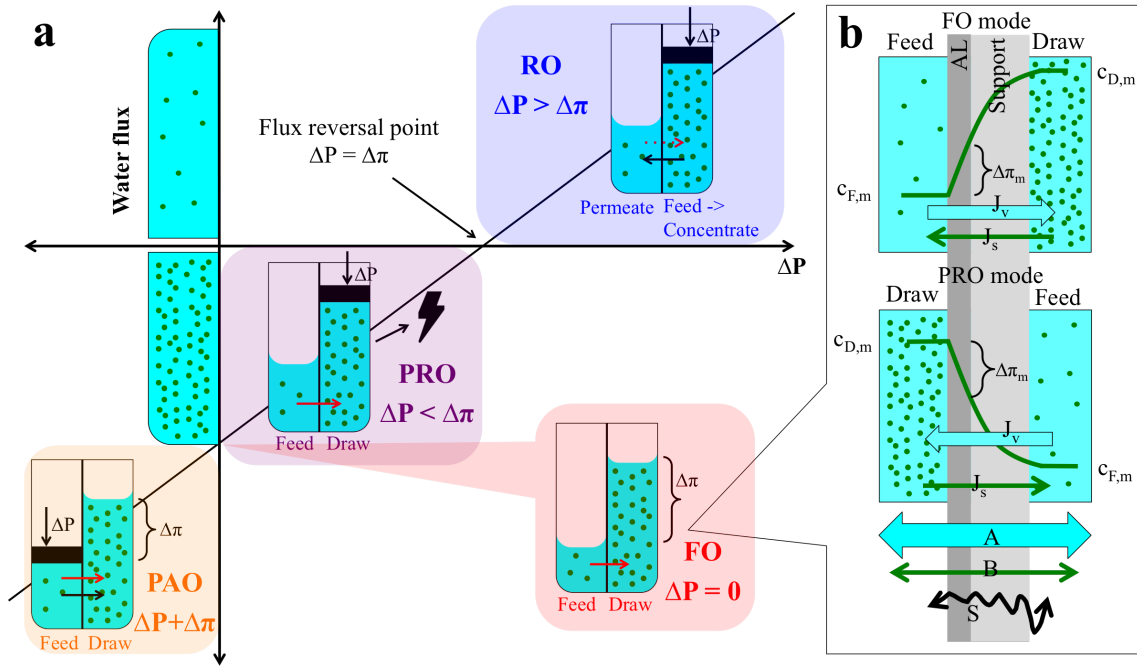 a
Water flux
Flux reversal point
ΔP = Δπ
RO
ΔP > Δπ
ΔP
Permeate
Feed ->
Concentrate
ΔP
ΔP
PRO
ΔP < Δπ
Feed Draw
ΔP
Δπ
PAO
ΔP+Δπ
Feed Draw
Δπ
FO
ΔP = 0
Feed Draw
b
FO mode
Feed
Draw
AL
Support
c_D,m
Δπ_m
c_F,m
J_v
J_s
PRO mode
Draw
Feed
c_D,m
Δπ_m
J_v
c_F,m
J_s
A
B
S